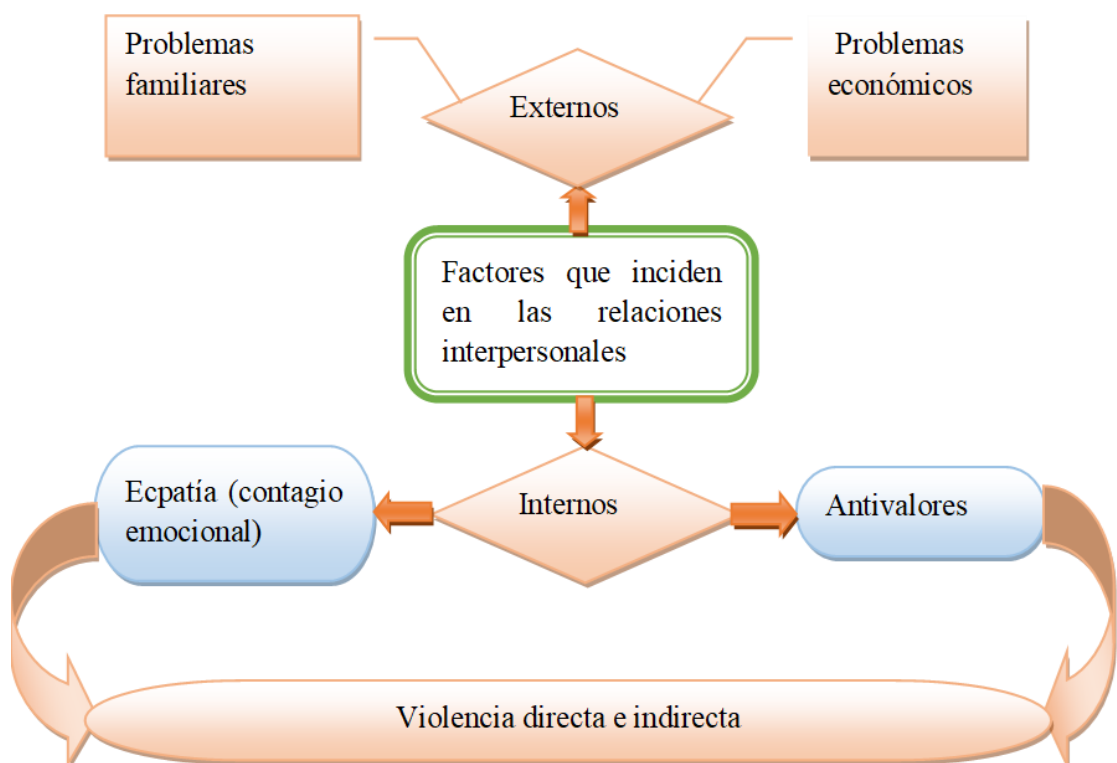 Problemas
familiares
Externos
Problemas
económicos
Factores que inciden
en las relaciones
interpersonales
Ecpatía (contagio
emocional)
Internos
Antivalores
Violencia directa e indirecta